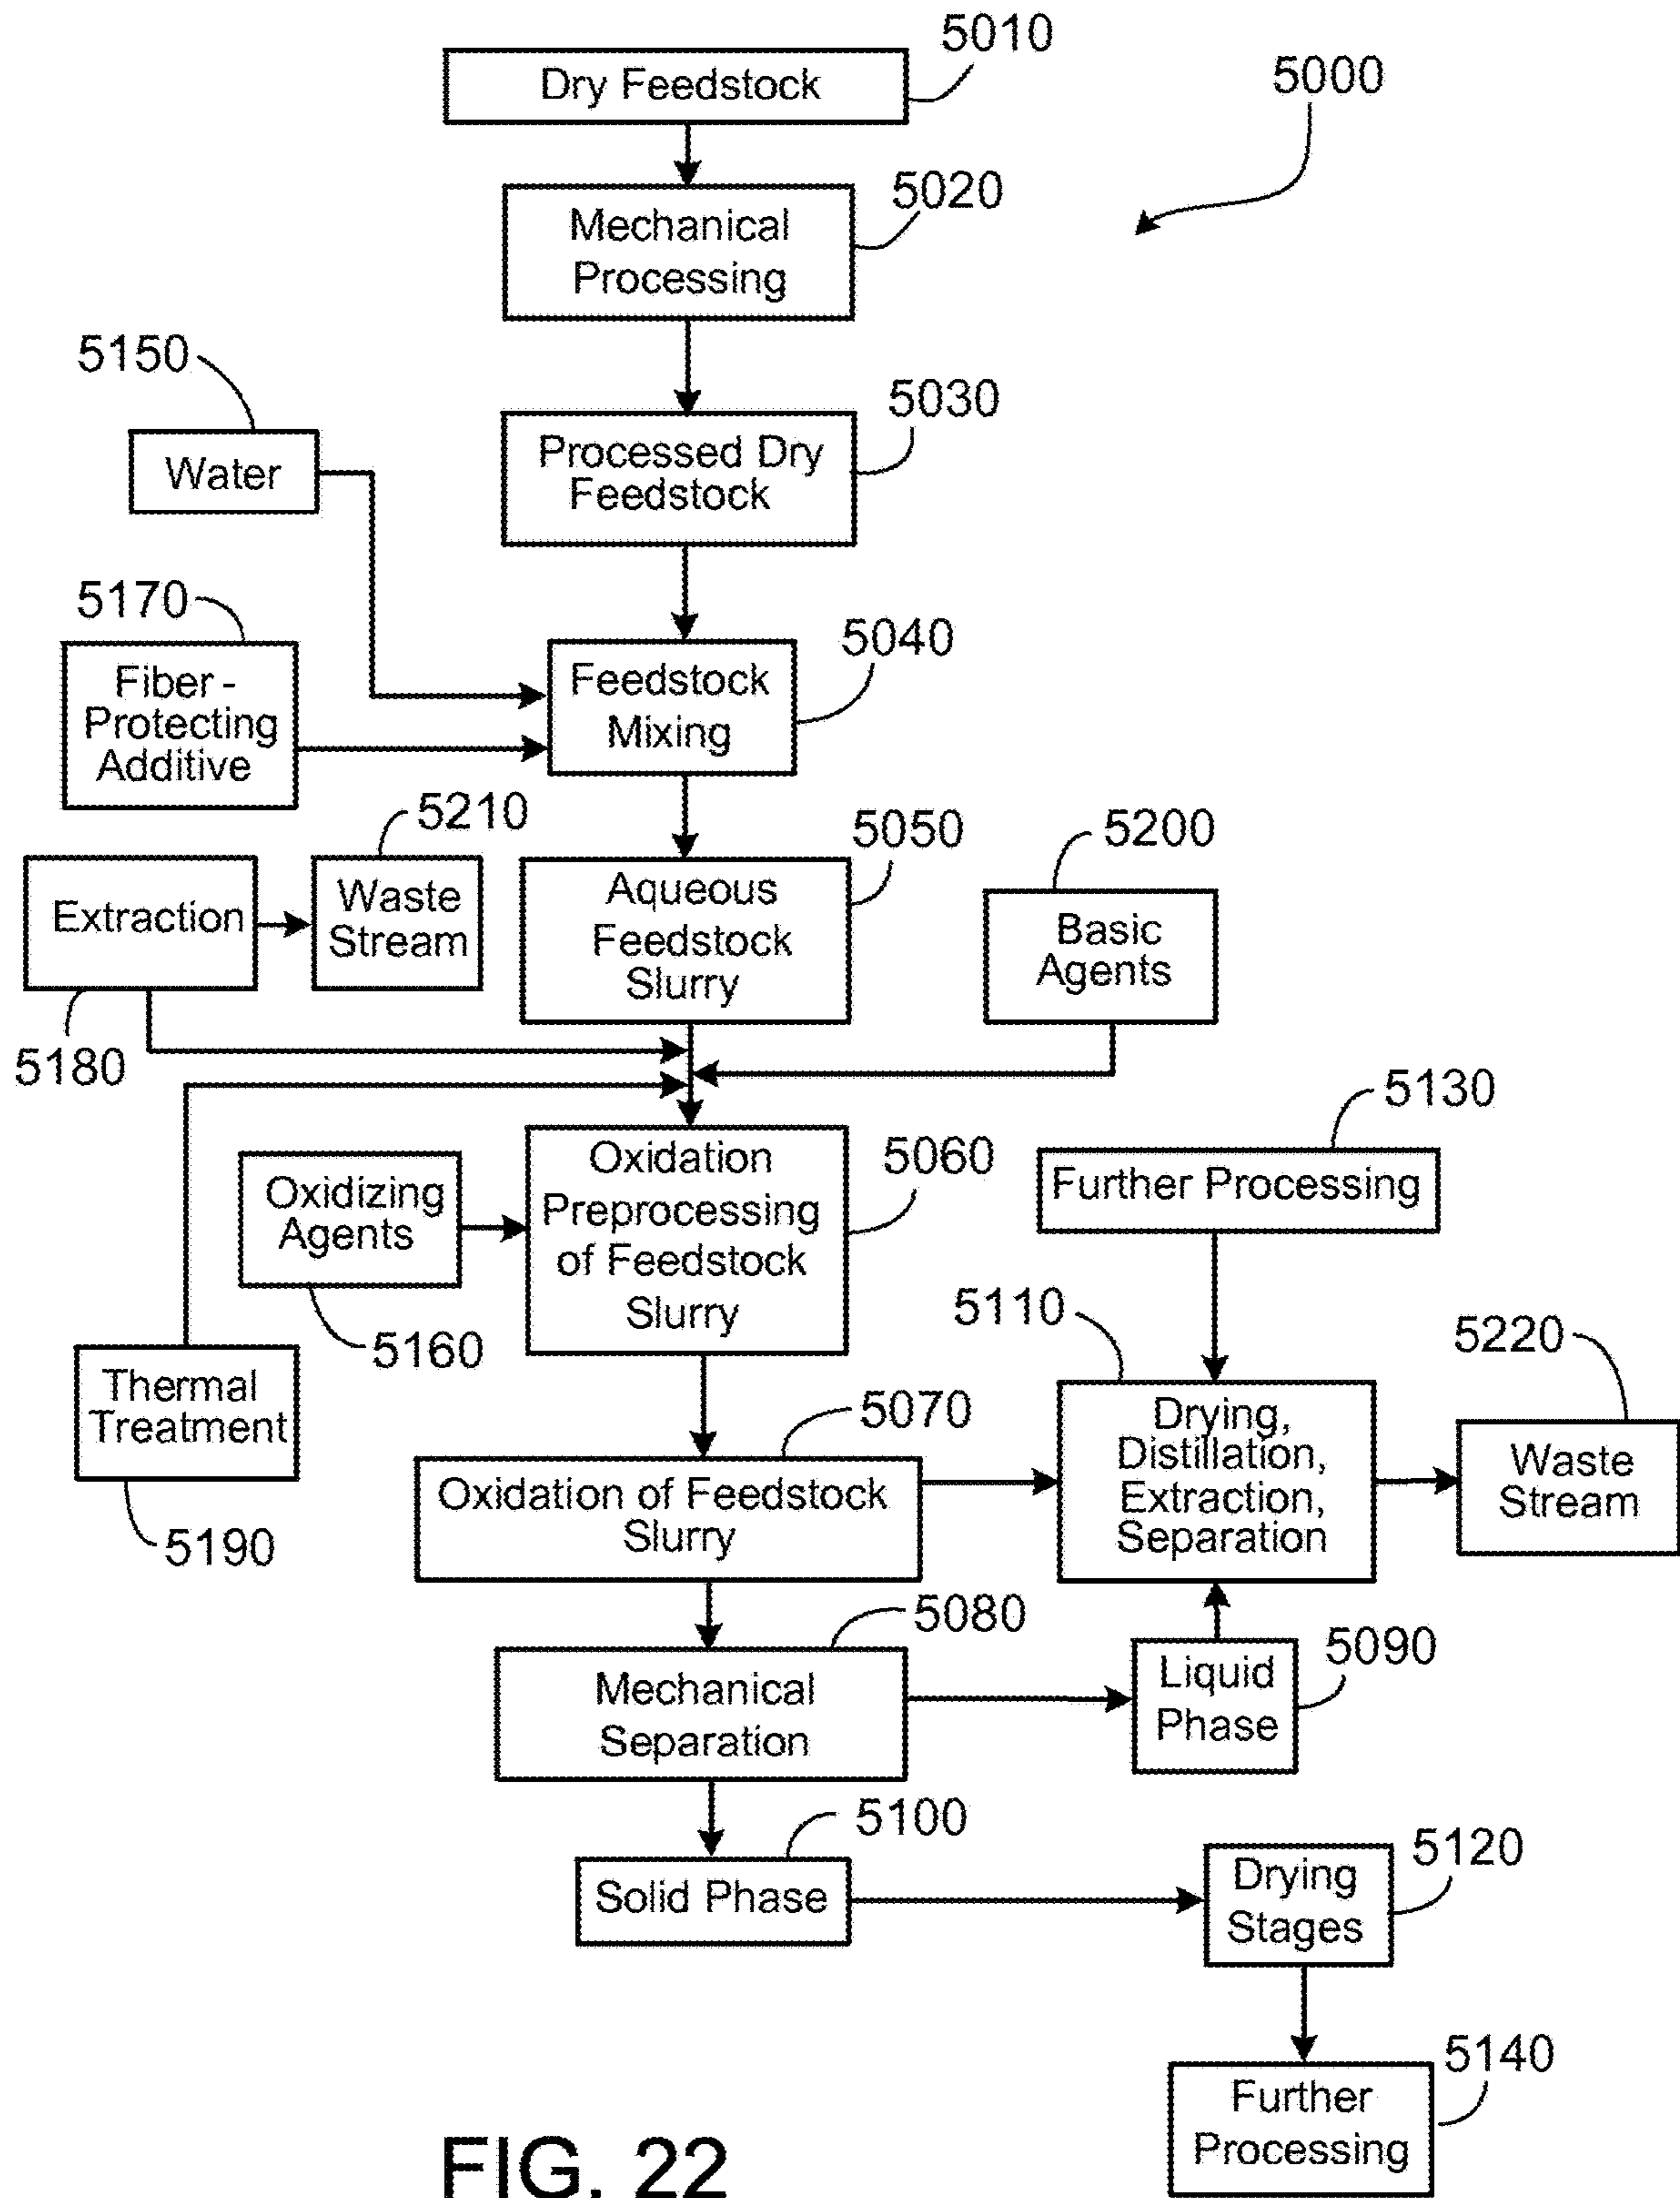 5010
Dry Feedstock
5000
5020
Mechanical
Processing
5150
5030
Water
Processed Dry
Feedstock
5170
5040
Fiber -
Protecting
Additive
Feedstock
Mixing
5210
5050
5200
Extraction
Waste
Stream
Aqueous
Feedstock
Slurry
Basic
Agents
5180
5130
Oxidizing
Agents
Oxidation
Preprocessing
of Feedstock
Slurry
5060
Further Processing
5160
5110
5220
Thermal
Treatment
5190
5070
Drying,
Distillation,
Extraction,
Separation
Waste
Stream
Oxidation of Feedstock
Slurry
5080
5090
Mechanical
Separation
Liquid
Phase
5100
5120
Solid Phase
Drying
Stages
5140
Further
Processing
FIG. 22